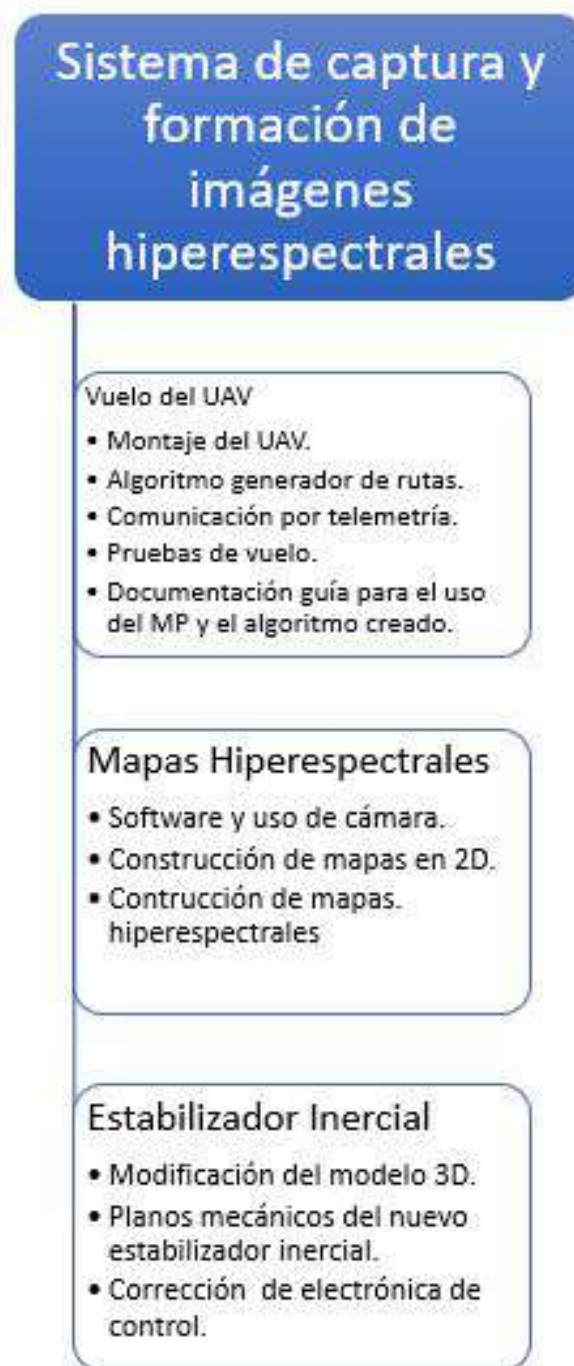 Sistema de captura y
formación de
imágenes
hiperespectrales
Vuelo del UAV
• Montaje del UAV.
• Algoritmo generador de rutas.
• Comunicación por telemetría.
• Pruebas de vuelo.
• Documentación guía para el uso
del MP y el algoritmo creado.
Mapas Hiperespectrales
• Software y uso de cámara.
• Construcción de mapas en 2D.
• Contrucción de mapas.
hiperespectrales
Estabilizador Inercial
• Modificación del modelo 3D.
• Planos mecánicos del nuevo
estabilizador inercial.
• Corrección de electrónica de
control.